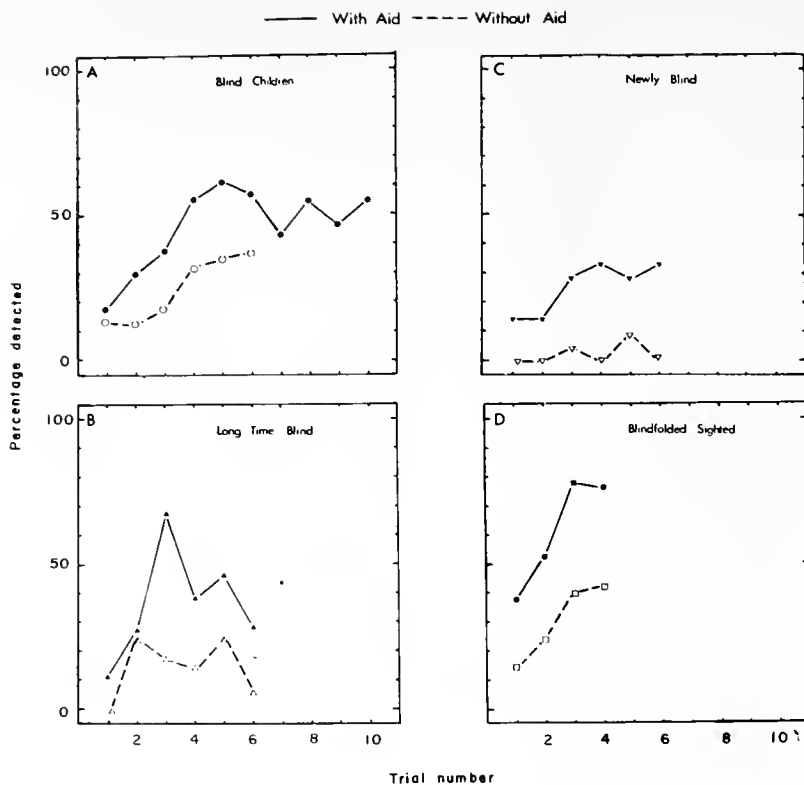 With Aid Without Aid
A
Blind Children
C
Newly Blind
100
50
0
B
Long Time Blind
D
Blindfolded Sighted
100
50
0
2 4 6 8 10
2 4 6 8 10
Percentage detected
Trial number